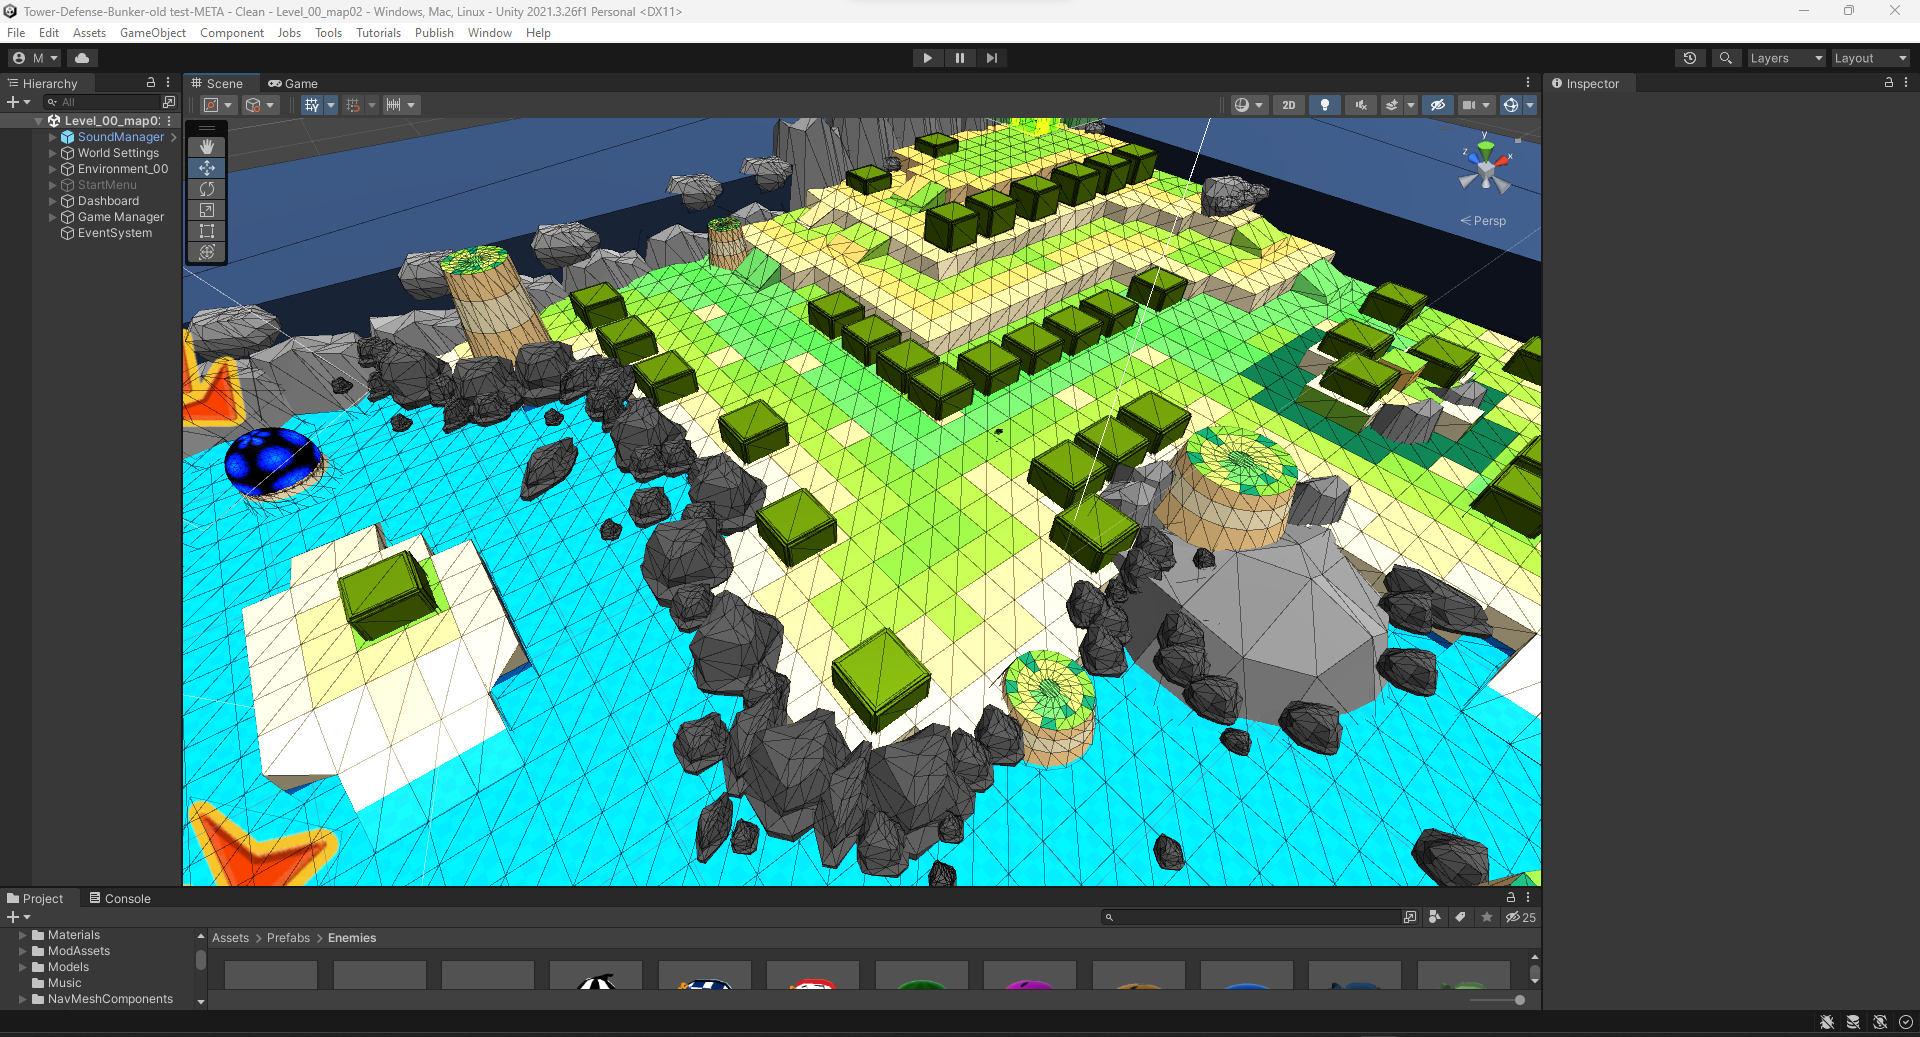 Tower-Defense-Bunker-old test-META - Clean - Level_00_map02 - Windows, Mac, Linux - Unity 2021.3.26f1 Personal <DX11>
File Edit Assets GameObject Component Jobs Tools Tutorials Publish Window Help
M Layers Layout
Hierarchy
Scene Game
Inspector
All
2D
Level_00_map0
SoundManager
World Settings
Environment_00
StartMenu
Dashboard
Game Manager
EventSystem
y
z x
Persp
Project Console
25
Materials
ModAssets
Models
Music
NavMeshComponents
Assets > Prefabs > Enemies